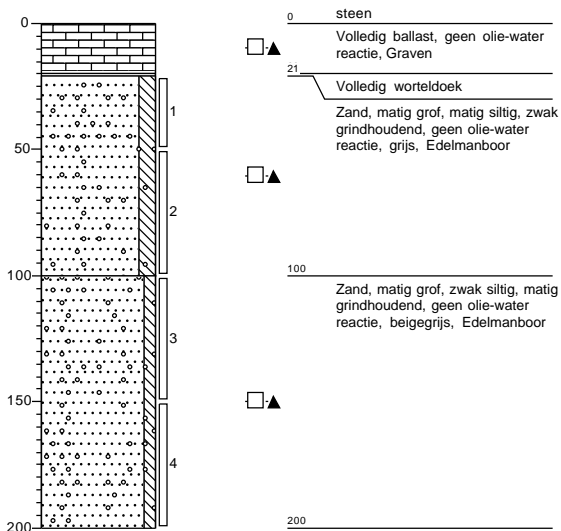 0
50
100
150
200
1
2
3
4
0
steen
Volledig ballast, geen olie-water
reactie, Graven
21
Volledig worteldoek
Zand, matig grof, matig siltig, zwak
grindhoudend, geen olie-water
reactie, grijs, Edelmanboor
100
Zand, matig grof, zwak siltig, matig
grindhoudend, geen olie-water
reactie, beigegrijs, Edelmanboor
200